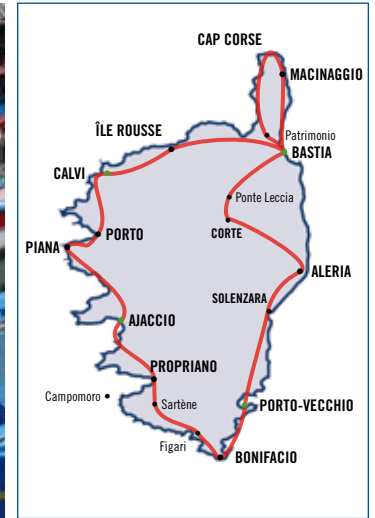 CAP CORSE
MACINAGGIO
Patrimonio
ÎLE ROUSSE
BASTIA
CALVI
Ponte Leccia
CORTE
PORTO
PIANA
ALERIA
SOLENZARA
AJACCIO
PROPRIANO
Campomoro
Sartène
PORTO-VECCHIO
Figari
BONIFACIO